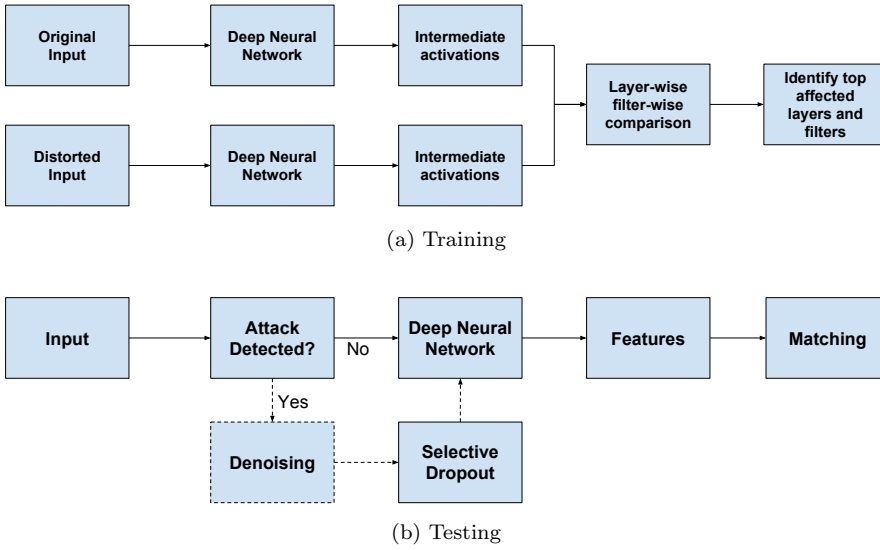 Original
Input
Deep Neural
Network
Intermediate
activations
Layer-wise
filter-wise
comparison
Identify top
affected
layers and
filters
Distorted
Input
Deep Neural
Network
Intermediate
activations
(a) Training
Input
Attack
Detected?
No
Deep Neural
Network
Features
Matching
Yes
Denoising
Selective
Dropout
(b) Testing